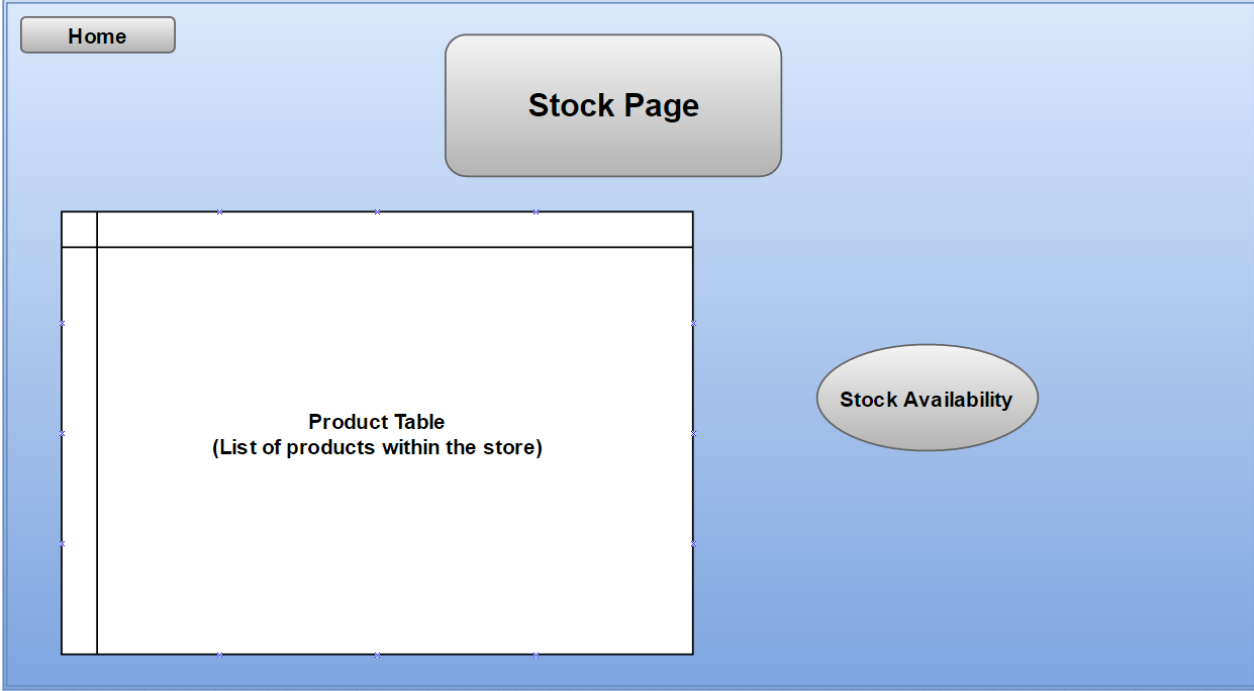 Home
Stock Page
Product Table
(List of products within the store)
Stock Availability